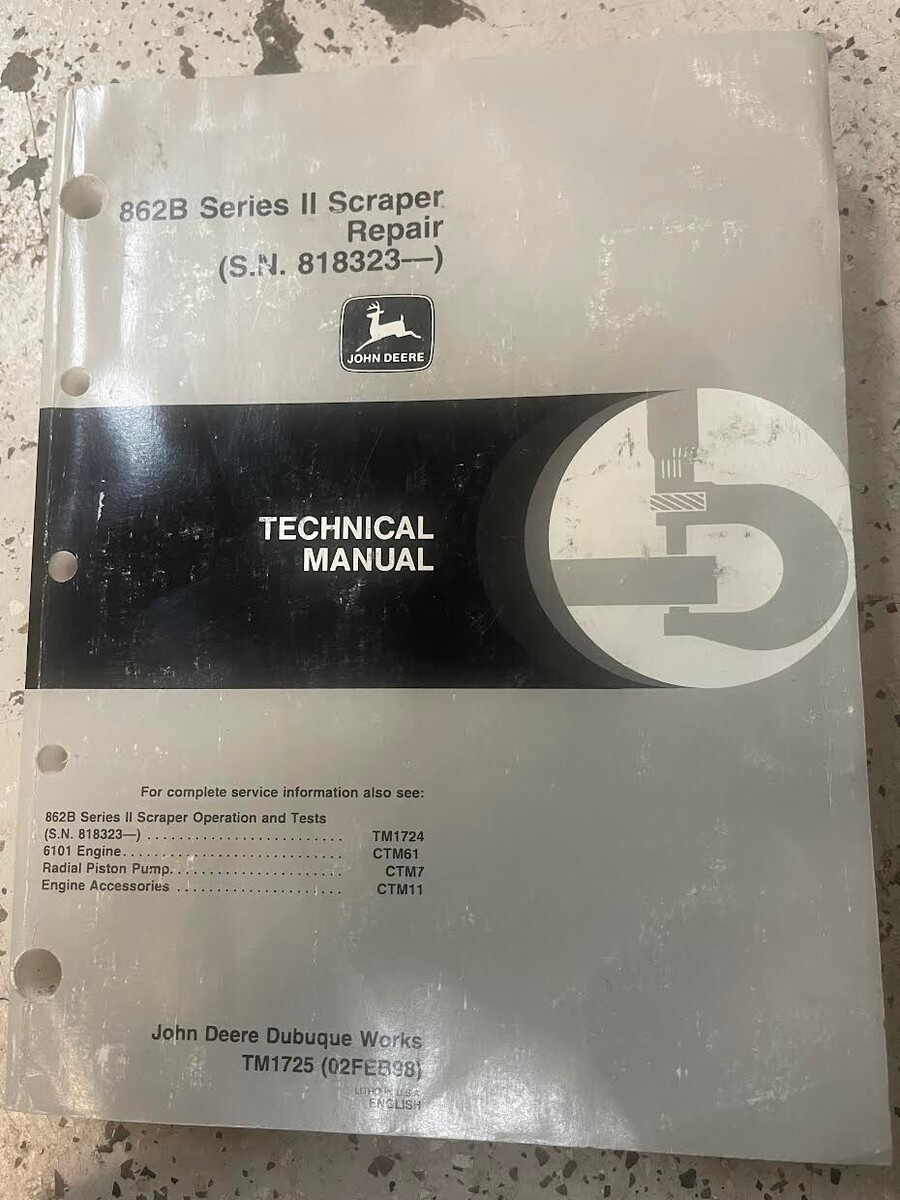 862B Series II Scraper
Repair
(S.N. 818323—)
JOHN DEERE
TECHNICAL
MANUAL
For complete service information also see:
862B Series II Scraper Operation and Tests
(S.N. 818323—) .......................... TM1724
6101 Engine.............................. CTM61
Radial Piston Pump....................... CTM7
Engine Accessories ...................... CTM11
John Deere Dubuque Works
TM1725 (02FEB98)
LITHO IN U.S.A.
ENGLISH